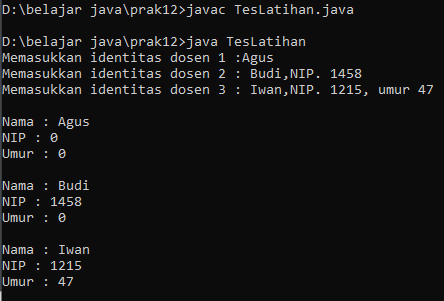 D:\belajar java\prak12>javac TesLatihan.java
D:\belajar java\prak12>java TesLatihan
Memasukkan identitas dosen 1 :Agus
Memasukkan identitas dosen 2 : Budi,NIP. 1458
Memasukkan identitas dosen 3 : Iwan,NIP. 1215, umur 47
Nama : Agus
NIP : 0
Umur : 0
Nama : Budi
NIP : 1458
Umur : 0
Nama : Iwan
NIP : 1215
Umur : 47